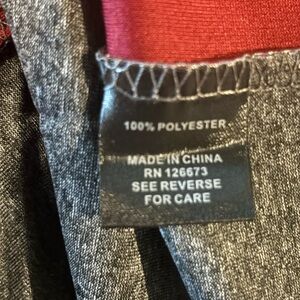 100% POLYESTER
MADE IN CHINA
RN 126673
SEE REVERSE
FOR CARE